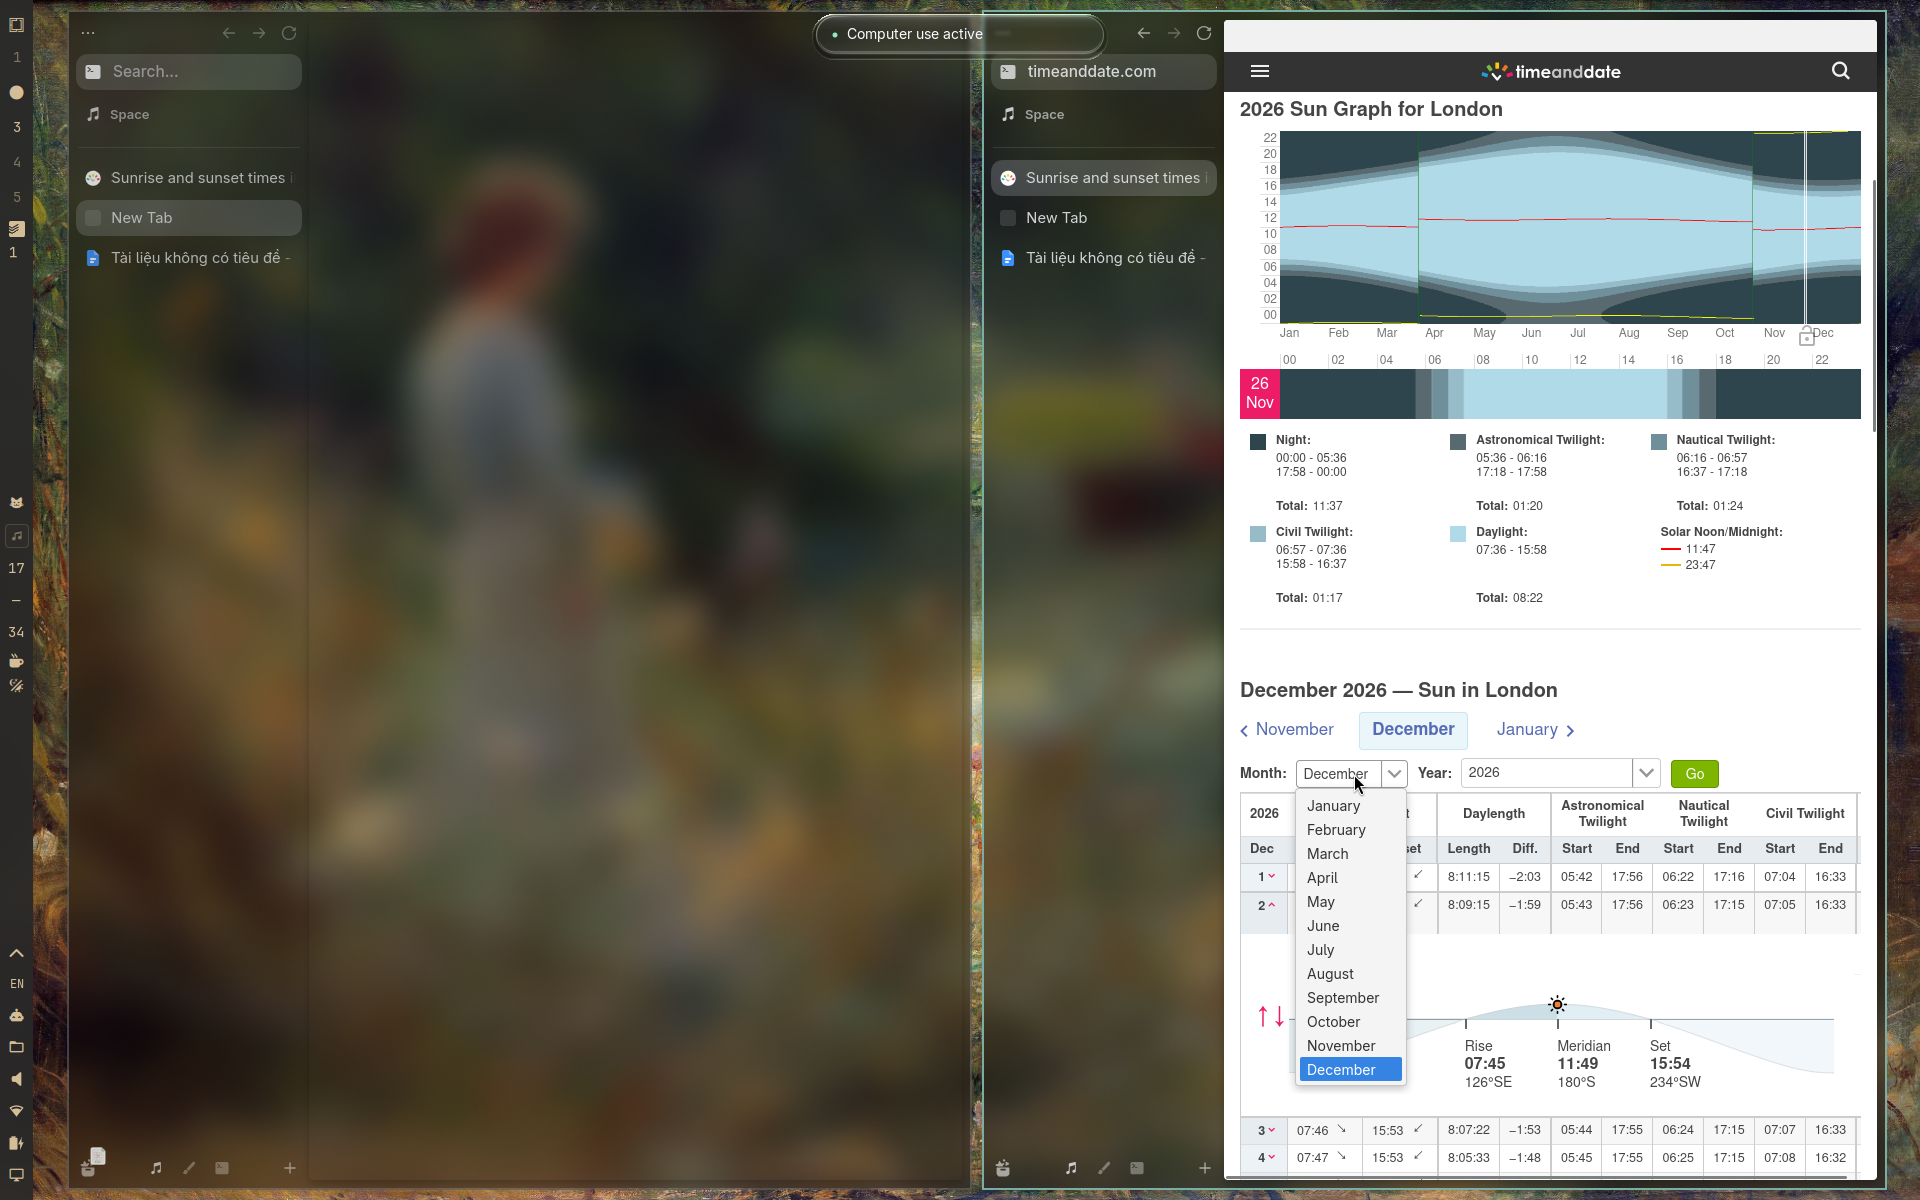 Computer use active
1
3
4
5
1
17
34
EN
...
Search...
Space
Sunrise and sunset times i
New Tab
Tài liệu không có tiêu đề -
timeanddate.com
Space
Sunrise and sunset times i
New Tab
Tài liệu không có tiêu đề -
timeanddate
2026 Sun Graph for London
22
20
18
16
14
12
10
08
06
04
02
00
Jan Feb Mar Apr May Jun Jul Aug Sep Oct Nov Dec
00 02 04 06 08 10 12 14 16 18 20 22
26
Nov
Night: Astronomical Twilight: Nautical Twilight:
00:00 - 05:36 05:36 - 06:16 06:16 - 06:57
17:58 - 00:00 17:18 - 17:58 16:37 - 17:18
Total: 11:37 Total: 01:20 Total: 01:24
Civil Twilight: Daylight: Solar Noon/Midnight:
06:57 - 07:36 07:36 - 15:58 11:47
15:58 - 16:37 23:47
Total: 01:17 Total: 08:22
December 2026 — Sun in London
November December January
Month: December Year: 2026 Go
January
February
March
April
May
June
July
August
September
October
November
December
2026 t Daylength Astronomical Twilight Nautical Twilight Civil Twilight
Dec set Length Diff. Start End Start End Start End
1 8:11:15 −2:03 05:42 17:56 06:22 17:16 07:04 16:33
2 8:09:15 −1:59 05:43 17:56 06:23 17:15 07:05 16:33
Rise Meridian Set
07:45 11:49 15:54
126°SE 180°S 234°SW
3 07:46 15:53 8:07:22 −1:53 05:44 17:55 06:24 17:15 07:07 16:33
4 07:47 15:53 8:05:33 −1:48 05:45 17:55 06:25 17:15 07:08 16:32